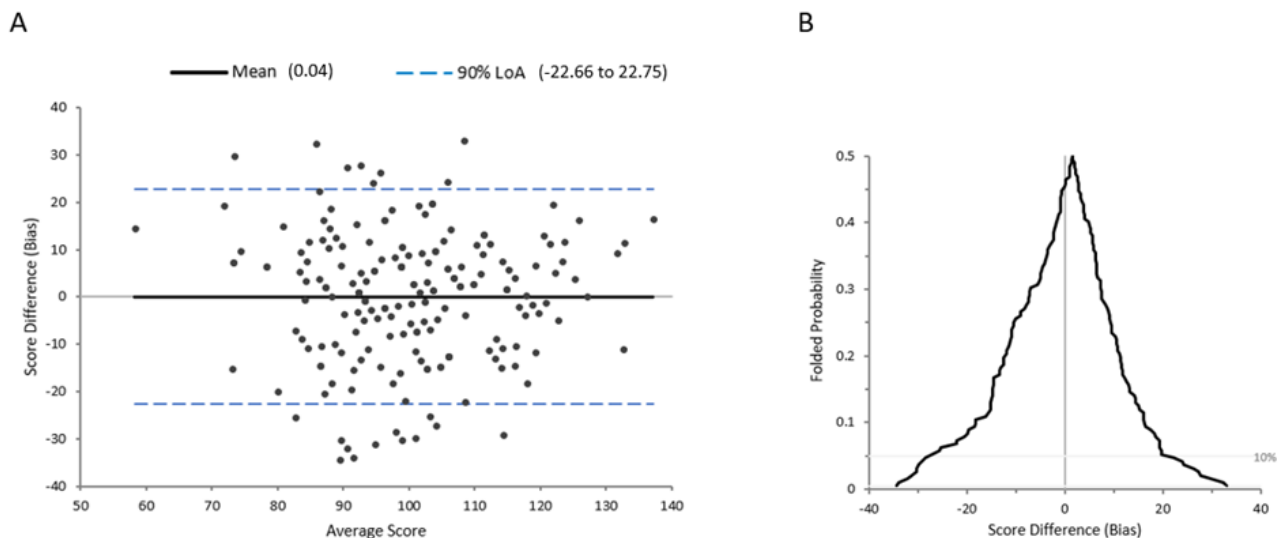 A
B
Mean (0.04)
90% LoA (-22.66 to 22.75)
40
30
20
10
0
-10
-20
-30
-40
Score Difference (Bias)
50 60 70 80 90 100 110 120 130 140
Average Score
0.5
0.4
0.3
0.2
0.1
0
Folded Probability
10%
-40 -20 0 20 40
Score Difference (Bias)